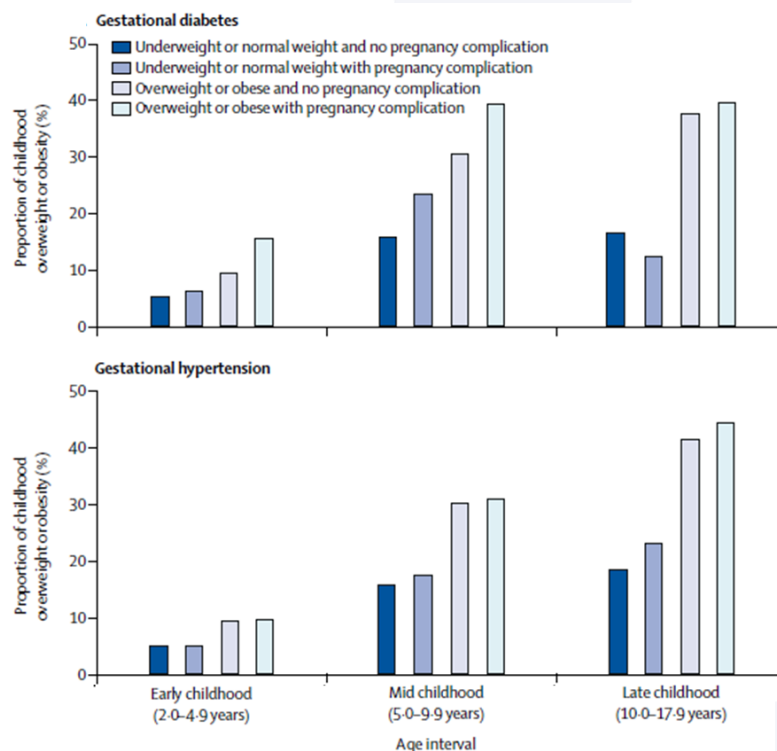 Gestational diabetes
50
40
30
20
10
0
Proportion of childhood
overweight or obesity (%)
Underweight or normal weight and no pregnancy complication
Underweight or normal weight with pregnancy complication
Overweight or obese and no pregnancy complication
Overweight or obese with pregnancy complication
Gestational hypertension
50
40
30
20
10
0
Proportion of childhood
overweight or obesity (%)
Early childhood
(2·0–4·9 years)
Mid childhood
(5·0–9·9 years)
Late childhood
(10·0–17·9 years)
Age interval